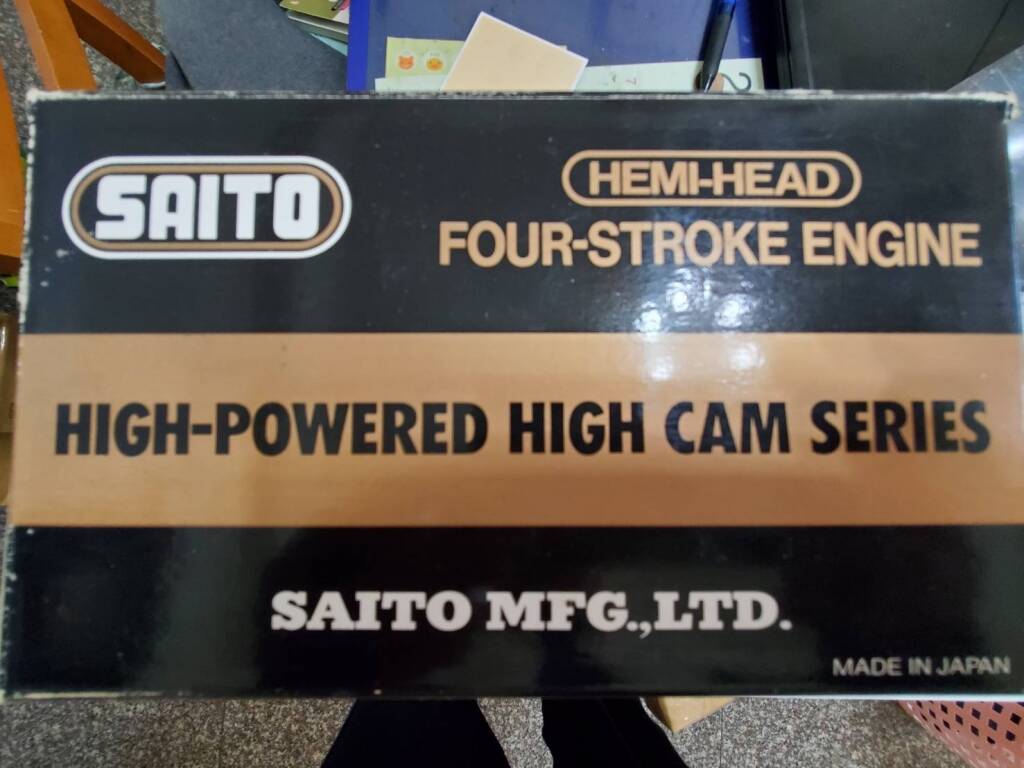 SAITO
HEMI-HEAD
FOUR-STROKE ENGINE
HIGH-POWERED HIGH CAM SERIES
SAITO MFG.,LTD.
MADE IN JAPAN